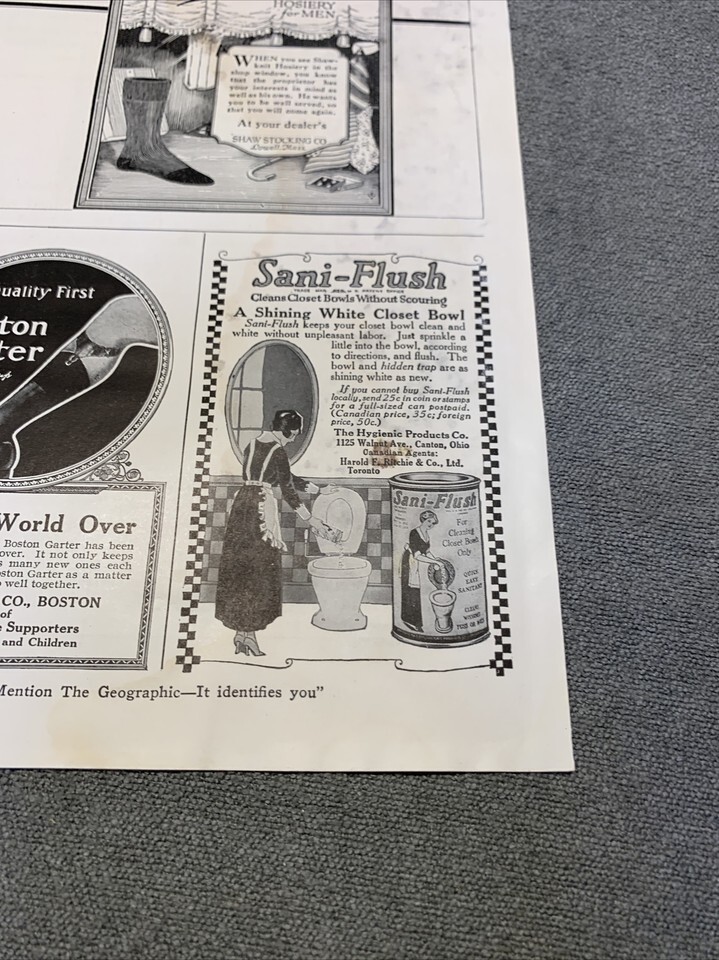 HOSIERY
for MEN
WHEN you see Shaw-
knit Hosiery in the
shop window, you know
that the proprietor has
your interests in mind as
well as his own. He wants
you to be well served, so
that you will come again.
At your dealer's
SHAW STOCKING CO
Lowell, Mass.
uality First
ton
ter
World Over
Boston Garter has been
over. It not only keeps
s many new ones each
oston Garter as a matter
o well together.
CO., BOSTON
of
e Supporters
and Children
Sani-Flush
TRADE MARK REG. U. S. PATENT OFFICE
Cleans Closet Bowls Without Scouring
A Shining White Closet Bowl
Sani-Flush keeps your closet bowl clean and
white without unpleasant labor. Just sprinkle a
little into the bowl, according
to directions, and flush. The
bowl and hidden trap are as
shining white as new.
If you cannot buy Sani-Flush
locally, send 25c in coin or stamps
for a full-sized can postpaid.
(Canadian price, 35c; foreign
price, 50c.)
The Hygienic Products Co.
1125 Walnut Ave., Canton, Ohio
Canadian Agents:
Harold F. Ritchie & Co., Ltd.
Toronto
Sani-Flush
For
Cleaning
Closet Bowls
Only
QUICK
SAFE
SANITARY
Mention The Geographic—It identifies you"